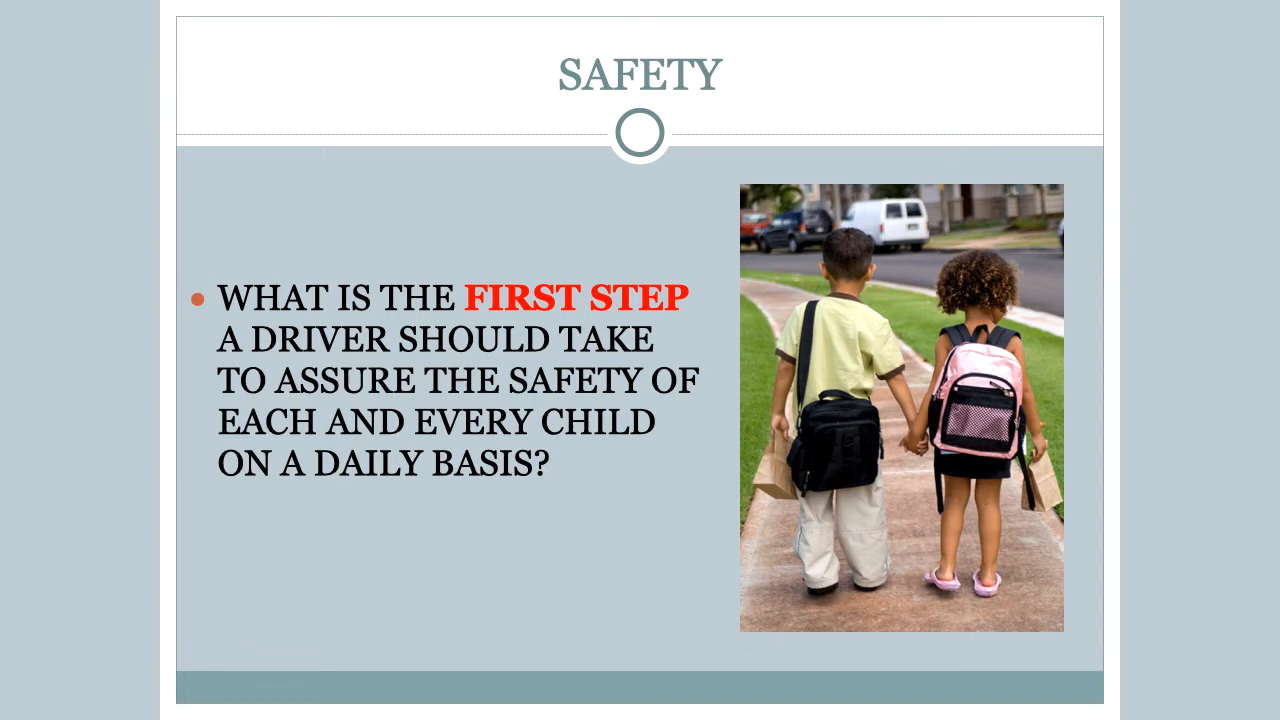 SAFETY
• WHAT IS THE FIRST STEP
A DRIVER SHOULD TAKE
TO ASSURE THE SAFETY OF
EACH AND EVERY CHILD
ON A DAILY BASIS?